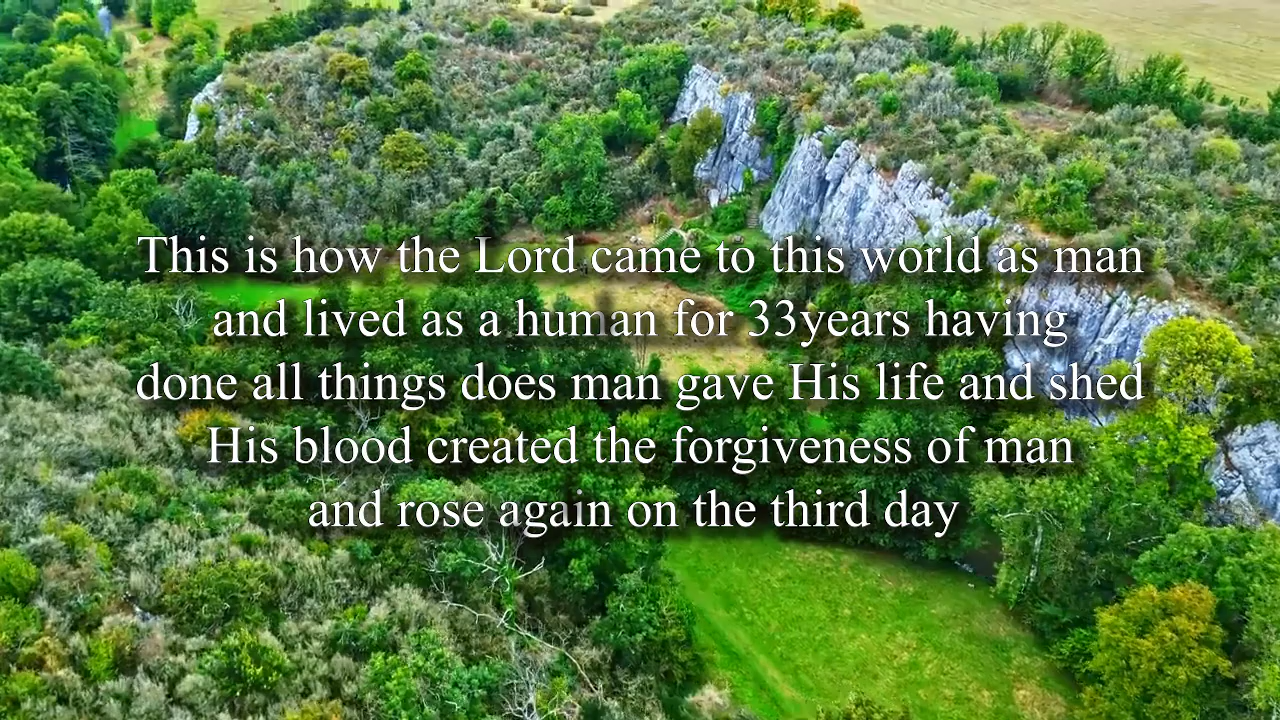 This is how the Lord came to this world as man
and lived as a human for 33years having
done all things does man gave His life and shed
His blood created the forgiveness of man
and rose again on the third day